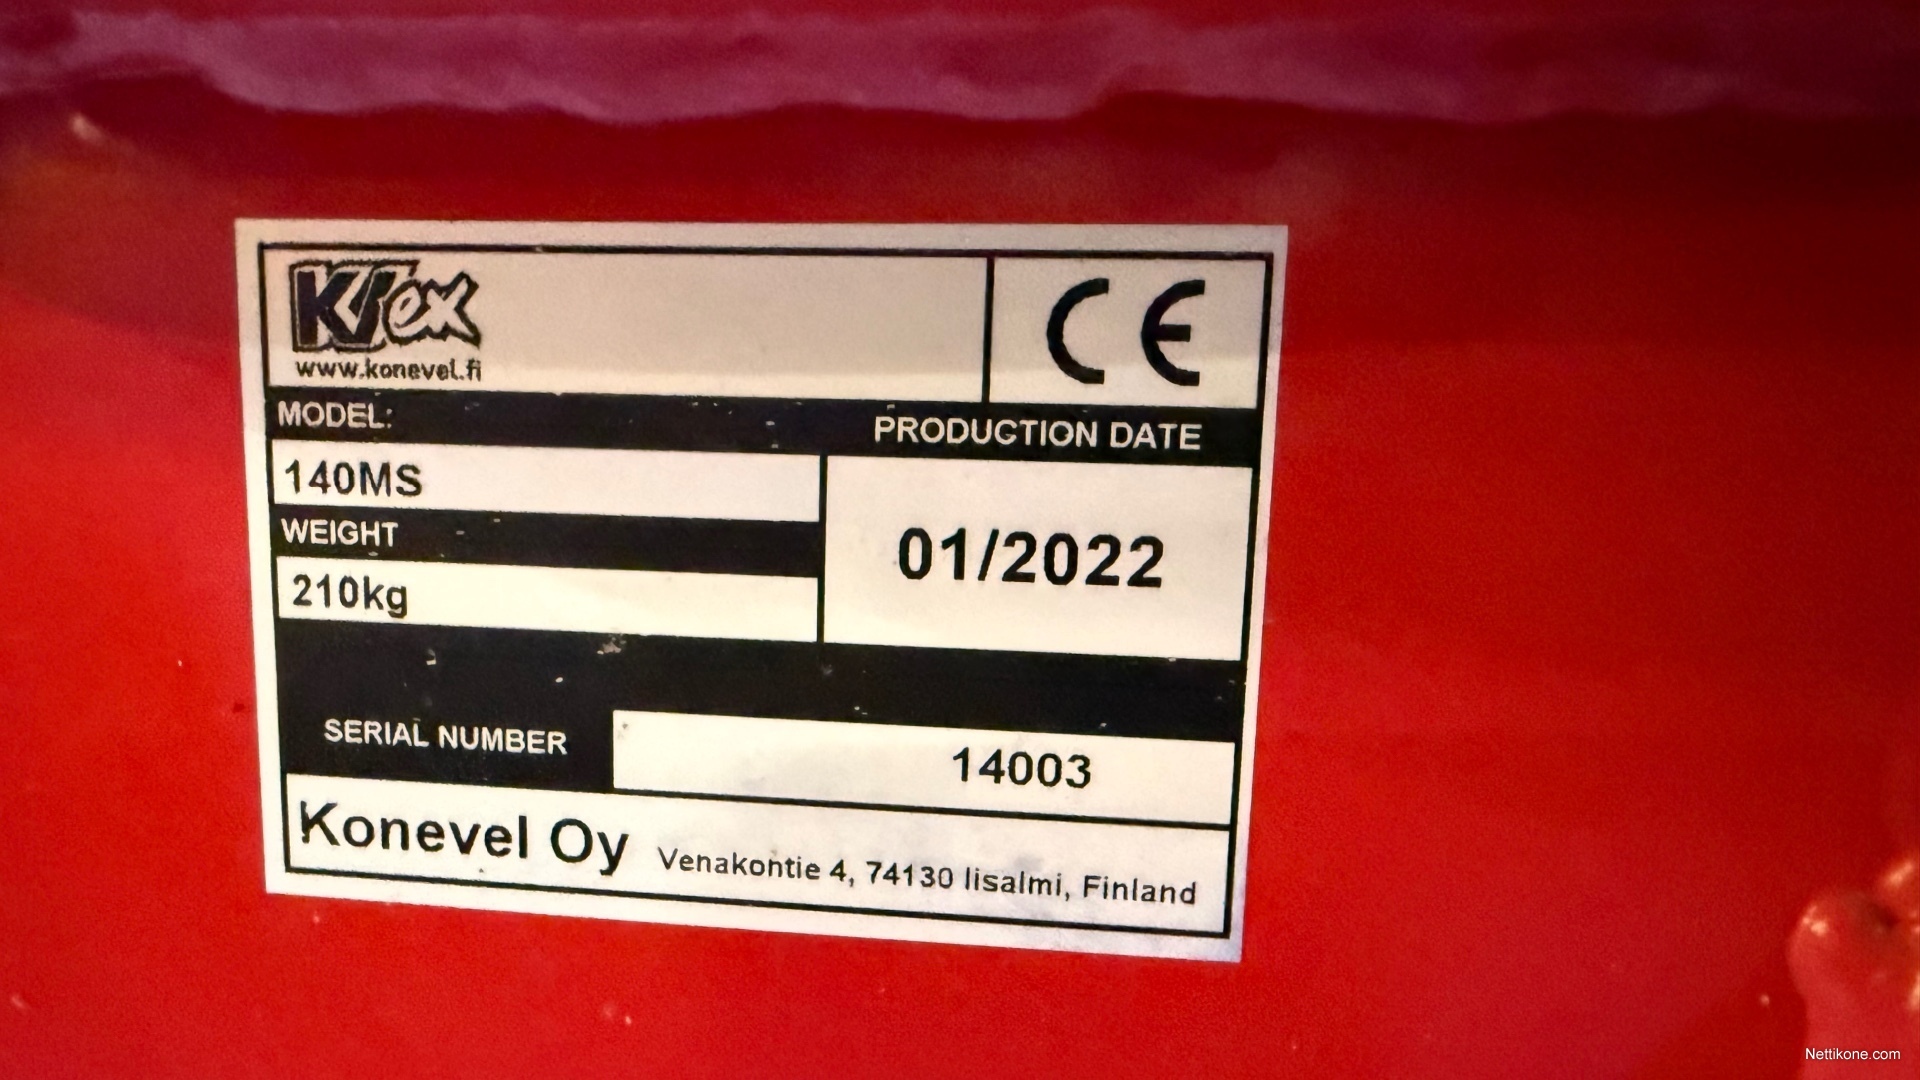 KVex
www.konevel.fi
CE
MODEL:
PRODUCTION DATE
140MS
WEIGHT
01/2022
210kg
SERIAL NUMBER
14003
Konevel Oy Venakontie 4, 74130 Iisalmi, Finland
Nettikone.com